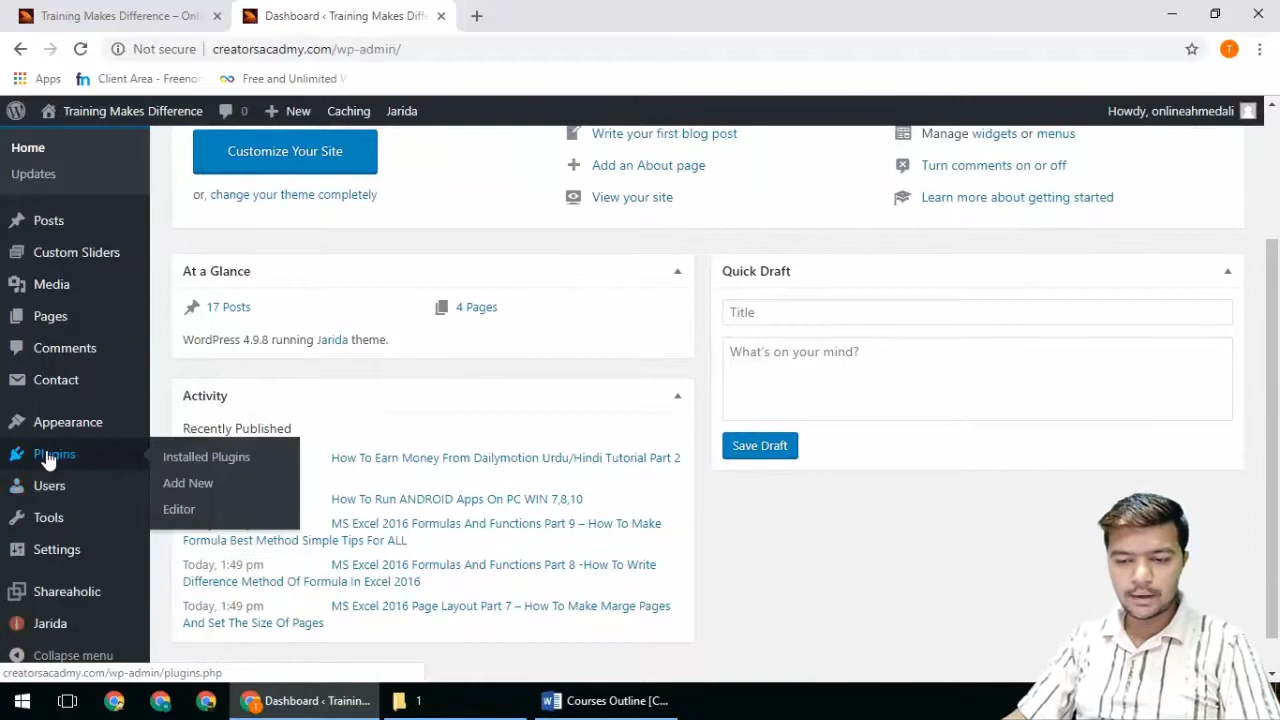 Training Makes Difference – Onl
Dashboard ‹ Training Makes Diff
Not secure
creatorsacadmy.com/wp-admin/
T
Apps
Client Area - Freenom
Free and Unlimited
Training Makes Difference
0
New
Caching
Jarida
Howdy, onlineahmedali
Home
Updates
Posts
Custom Sliders
Media
Pages
Comments
Contact
Appearance
Plugins
Users
Tools
Settings
Shareaholic
Jarida
Collapse menu
Installed Plugins
Add New
Editor
Customize Your Site
or, change your theme completely
Write your first blog post
Add an About page
View your site
Manage widgets or menus
Turn comments on or off
Learn more about getting started
At a Glance
17 Posts
4 Pages
WordPress 4.9.8 running Jarida theme.
Activity
Recently Published
How To Earn Money From Dailymotion Urdu/Hindi Tutorial Part 2
How To Run ANDROID Apps On PC WIN 7,8,10
MS Excel 2016 Formulas And Functions Part 9 – How To Make
Formula Best Method Simple Tips For ALL
Today, 1:49 pm MS Excel 2016 Formulas And Functions Part 8 -How To Write
Difference Method Of Formula In Excel 2016
Today, 1:49 pm MS Excel 2016 Page Layout Part 7 – How To Make Marge Pages
And Set The Size Of Pages
Quick Draft
Title
What's on your mind?
Save Draft
creatorsacadmy.com/wp-admin/plugins.php
Dashboard ‹ Trainin...
1
Courses Outline [C...